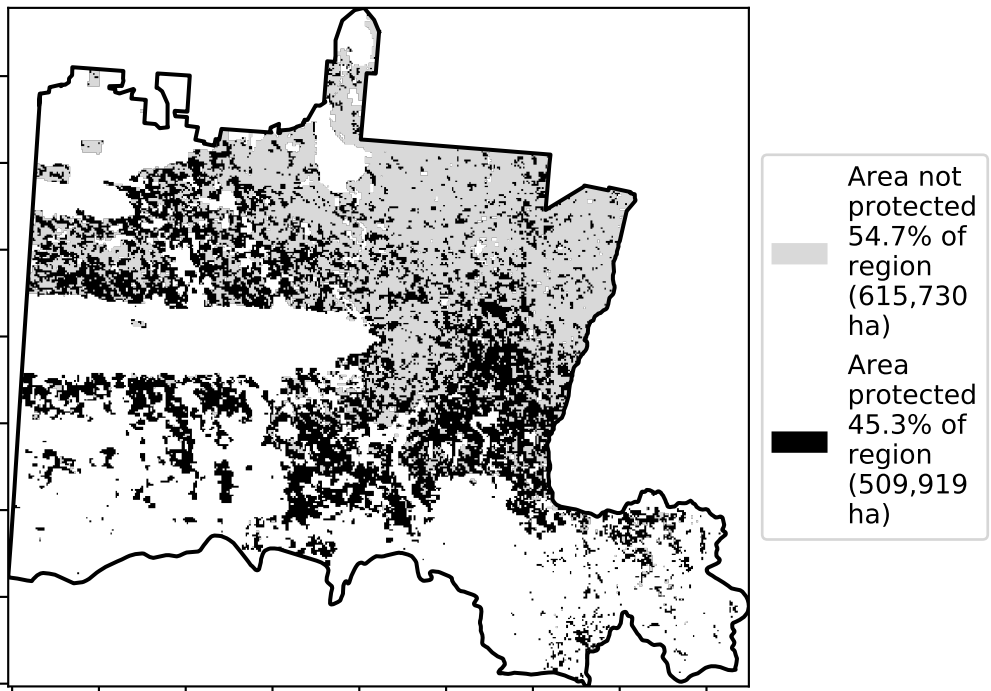 Area not
protected
54.7% of
region
(615,730
ha)
Area
protected
45.3% of
region
(509,919
ha)